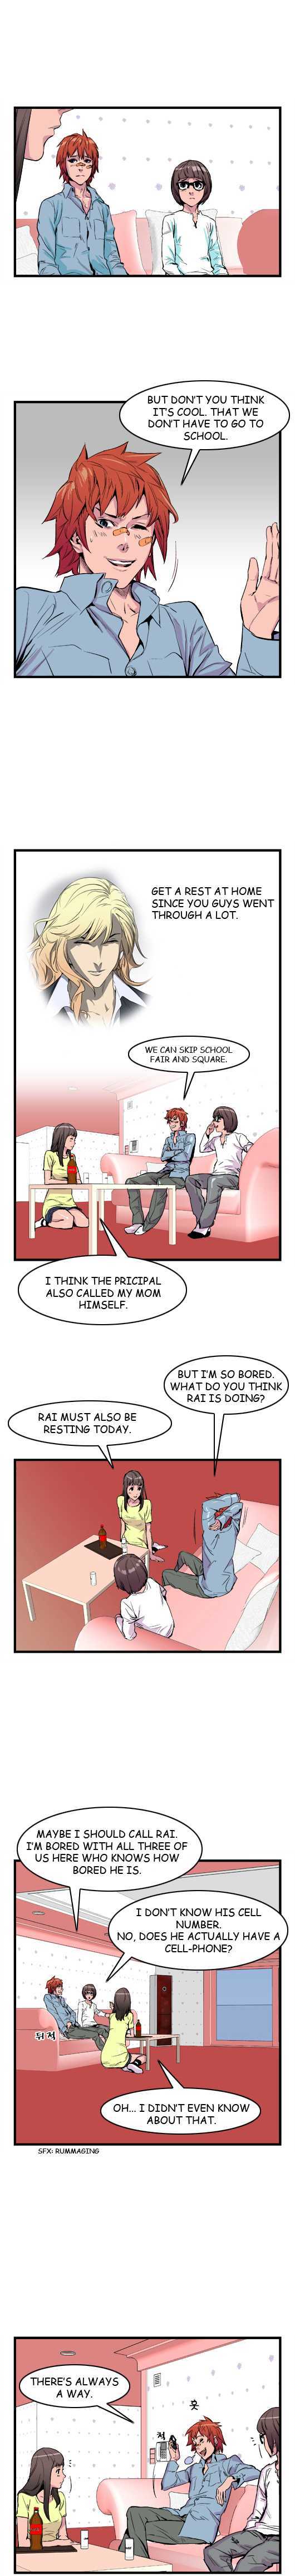 BUT DON'T YOU THINK
IT'S COOL. THAT WE
DON'T HAVE TO GO TO
SCHOOL.
GET A REST AT HOME
SINCE YOU GUYS WENT
THROUGH A LOT.
WE CAN SKIP SCHOOL
FAIR AND SQUARE.
I THINK THE PRICIPAL
ALSO CALLED MY MOM
HIMSELF.
BUT I'M SO BORED.
WHAT DO YOU THINK
RAI IS DOING?
RAI MUST ALSO BE
RESTING TODAY.
MAYBE I SHOULD CALL RAI.
I'M BORED WITH ALL THREE OF
US HERE WHO KNOWS HOW
BORED HE IS.
I DON'T KNOW HIS CELL
NUMBER.
NO, DOES HE ACTUALLY HAVE A
CELL-PHONE?
뒤적
OH... I DIDN'T EVEN KNOW
ABOUT THAT.
SFX: RUMMAGING
THERE'S ALWAYS
A WAY.
훗
척